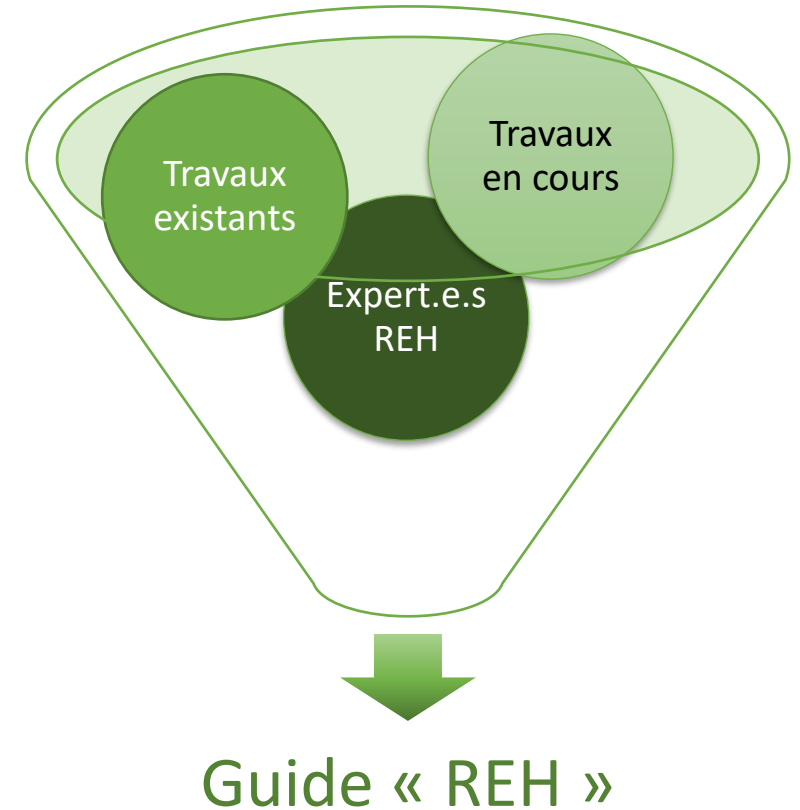 Travaux
existants
Travaux
en cours
Expert.e.s
REH
Guide « REH »